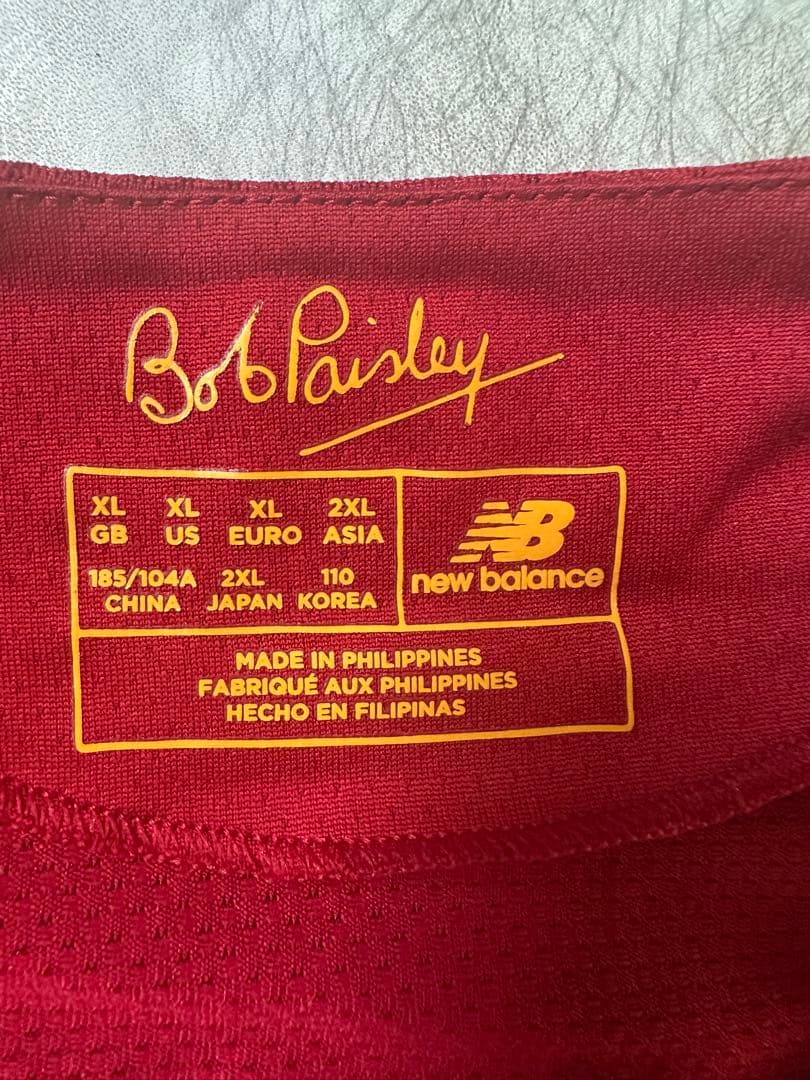 Bob Paisley
XL XL XL 2XL
GB US EURO ASIA
185/104A 2XL 110
CHINA JAPAN KOREA
NB
new balance
MADE IN PHILIPPINES
FABRIQUÉ AUX PHILIPPINES
HECHO EN FILIPINAS